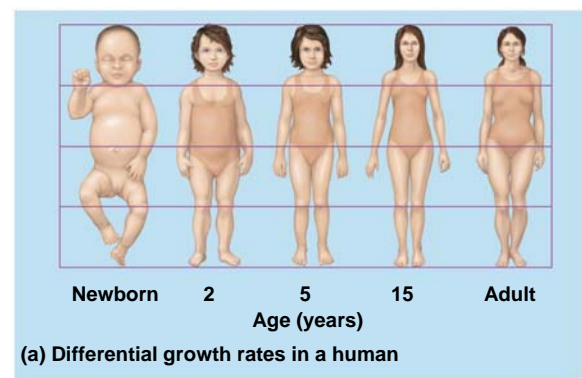 Newborn 2 5 15 Adult
Age (years)
(a) Differential growth rates in a human